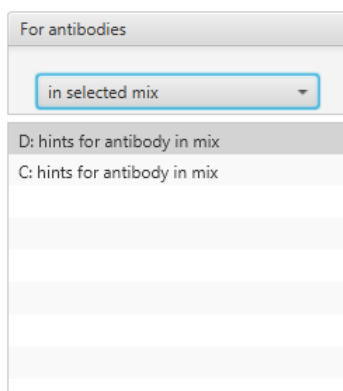 For antibodies
in selected mix
D: hints for antibody in mix
C: hints for antibody in mix